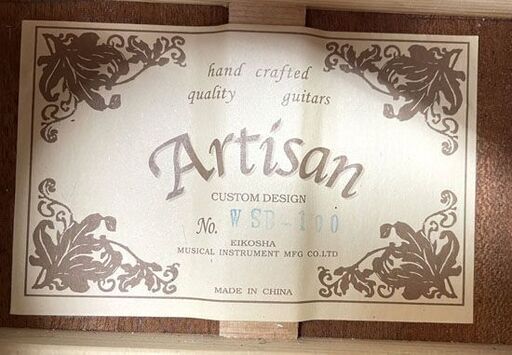 hand crafted
quality guitars
Artisan
CUSTOM DESIGN
No. WSB-100
EIKOSHA
MUSICAL INSTRUMENT MFG CO.LTD
MADE IN CHINA